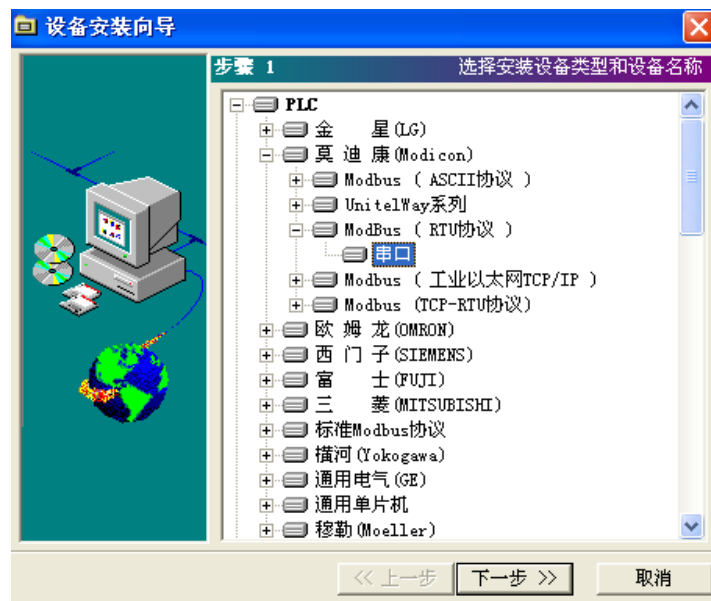 设备安装向导
步骤 1 选择安装设备类型和设备名称
PLC
金 星(LG)
莫 迪 康(Modicon)
Modbus ( ASCII协议 )
UnitelWay系列
ModBus ( RTU协议 )
串口
Modbus ( 工业以太网TCP/IP )
Modbus (TCP-RTU协议)
欧 姆 龙(OMRON)
西 门 子(SIEMENS)
富 士(FUJI)
三 菱(MITSUBISHI)
标准Modbus协议
横河(Yokogawa)
通用电气(GE)
通用单片机
穆勒(Moeller)
<< 上一步 下一步 >> 取消